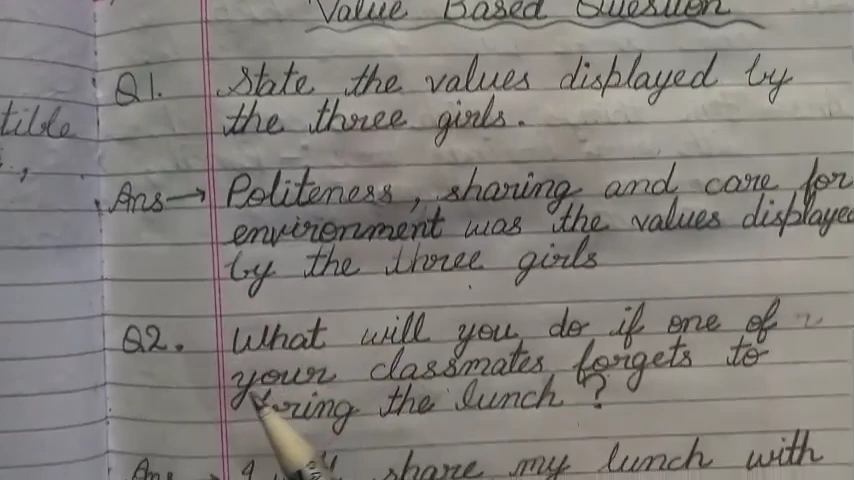 Value Based Question
Q1. State the values displayed by
the three girls.
Ans → Politeness, sharing and care for
environment was the values displayed
by the three girls
Q2. What will you do if one of
your classmates forgets to
bring the lunch ?
Ans share my lunch with